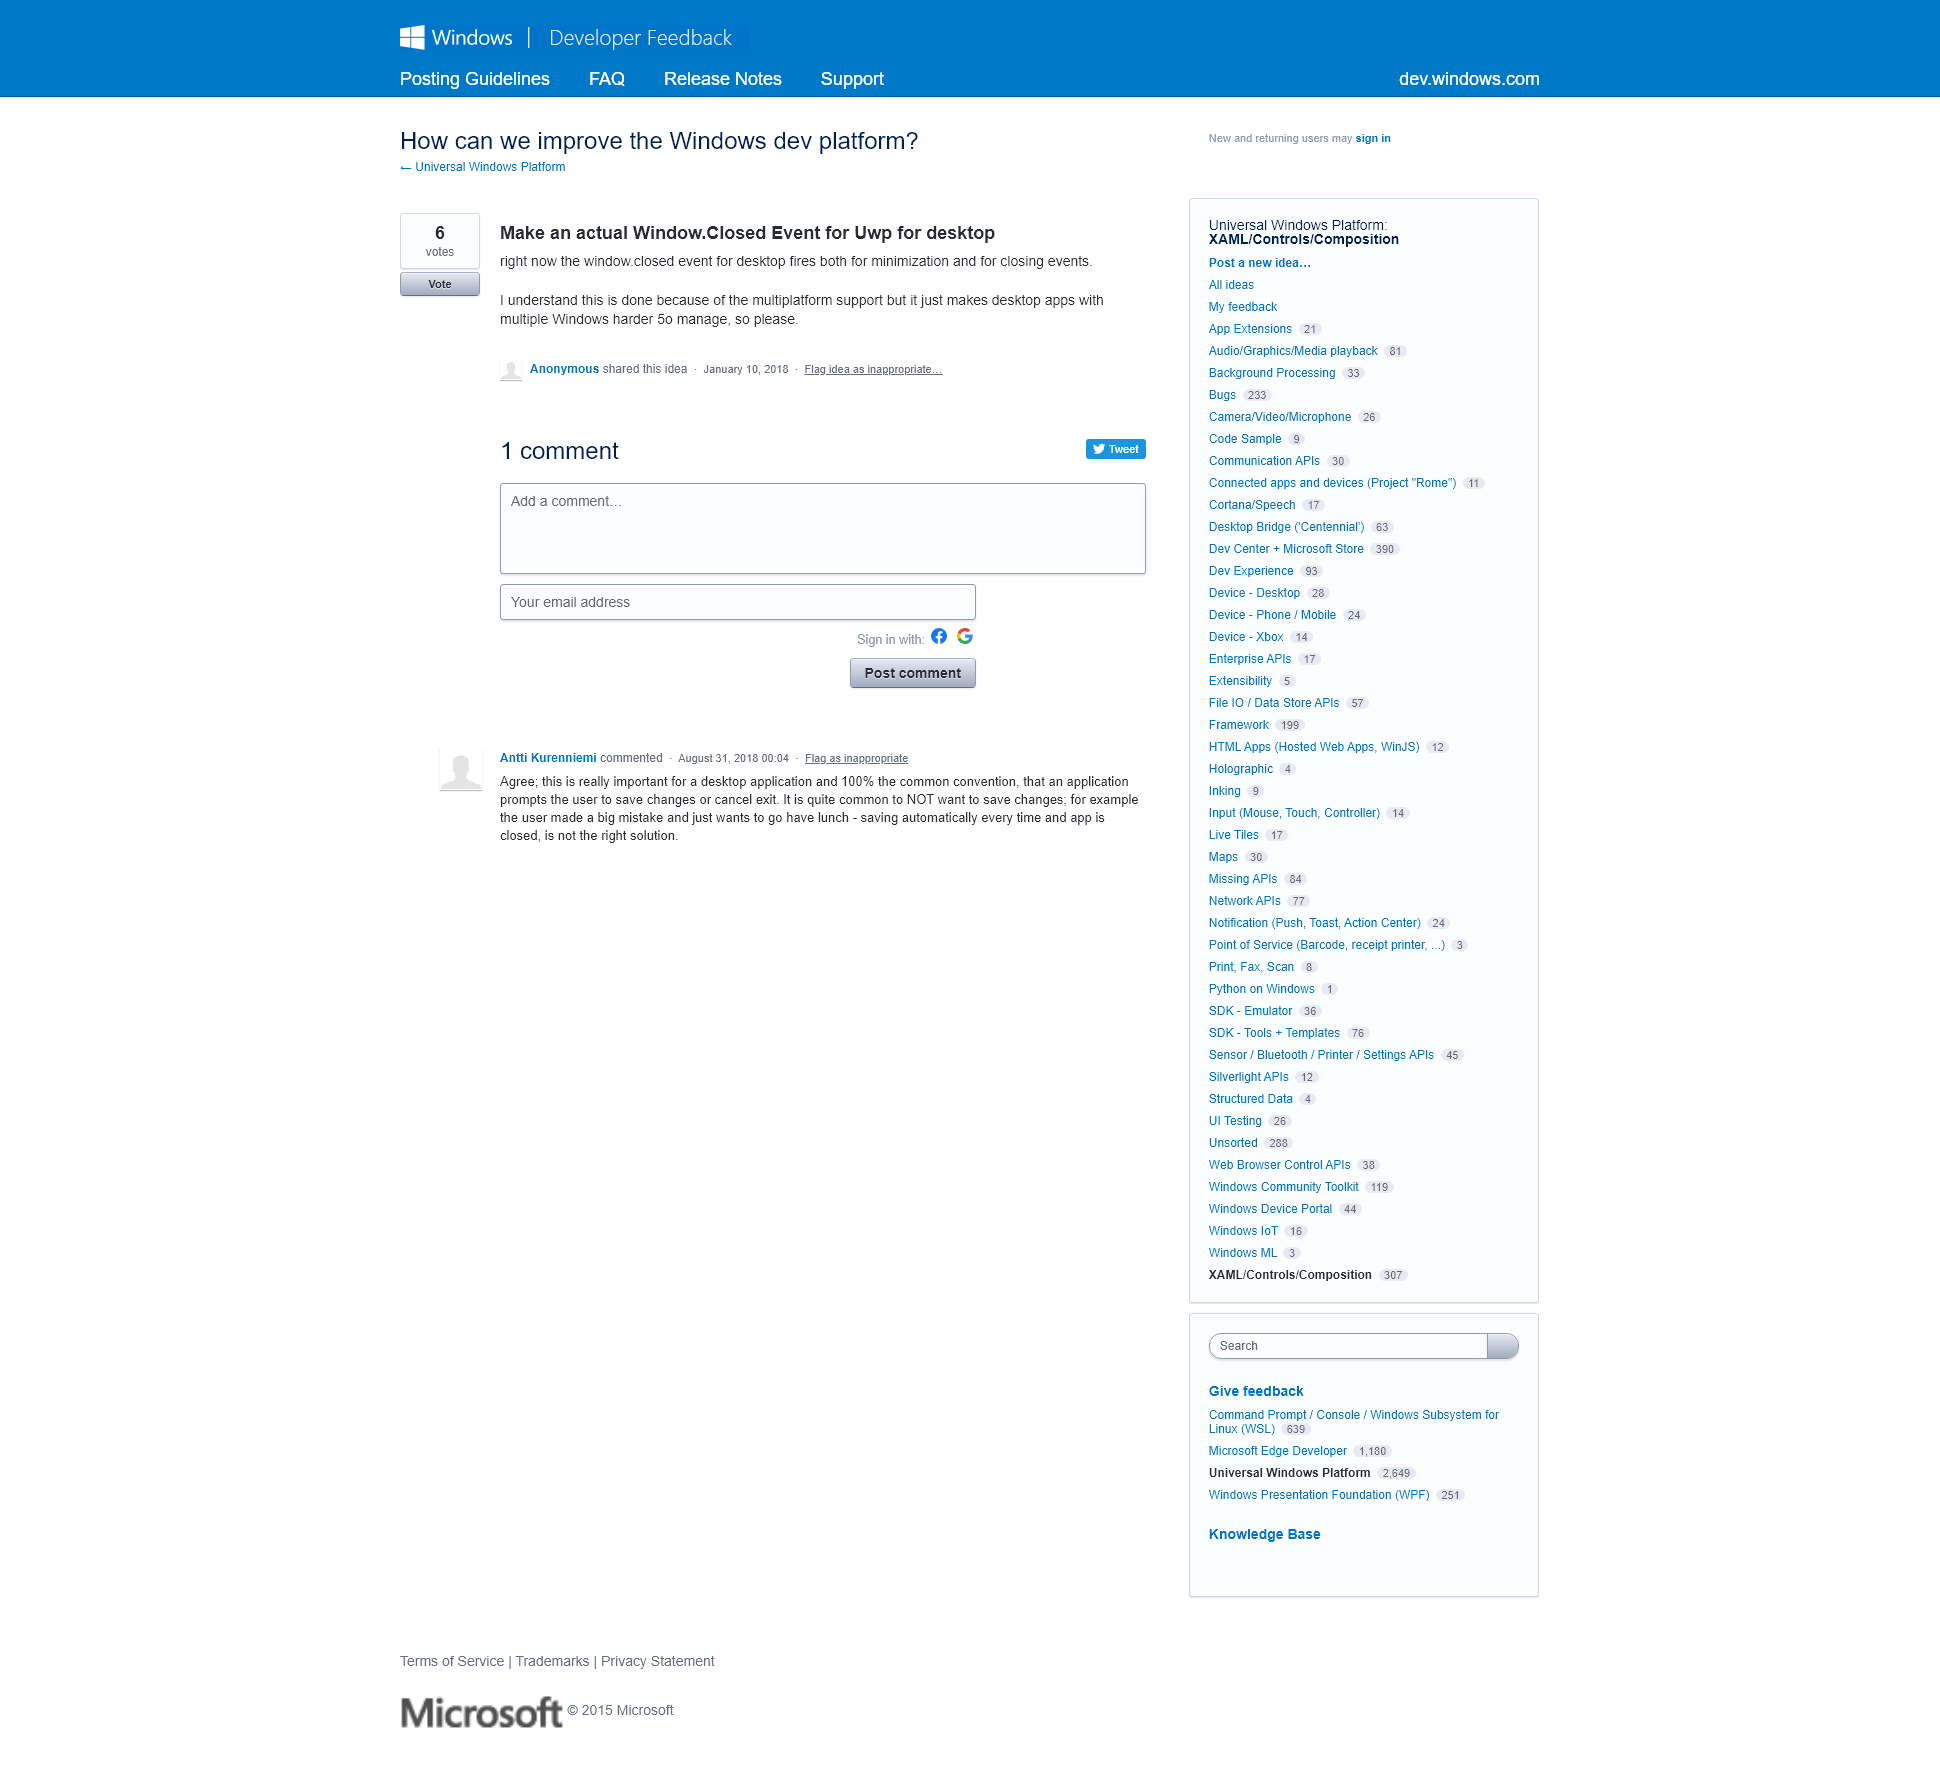 Windows | Developer Feedback
Posting Guidelines FAQ Release Notes Support dev.windows.com
How can we improve the Windows dev platform?
← Universal Windows Platform
New and returning users may sign in
6
votes
Vote
Make an actual Window.Closed Event for Uwp for desktop
right now the window.closed event for desktop fires both for minimization and for closing events.
I understand this is done because of the multiplatform support but it just makes desktop apps with
multiple Windows harder 5o manage, so please.
Anonymous shared this idea · January 10, 2018 · Flag idea as inappropriate…
1 comment
Tweet
Add a comment…
Your email address
Sign in with:
Post comment
Antti Kurenniemi commented · August 31, 2018 00:04 · Flag as inappropriate
Agree; this is really important for a desktop application and 100% the common convention, that an application
prompts the user to save changes or cancel exit. It is quite common to NOT want to save changes; for example
the user made a big mistake and just wants to go have lunch - saving automatically every time and app is
closed, is not the right solution.
Universal Windows Platform:
XAML/Controls/Composition
Post a new idea…
All ideas
My feedback
App Extensions 21
Audio/Graphics/Media playback 81
Background Processing 33
Bugs 233
Camera/Video/Microphone 26
Code Sample 9
Communication APIs 30
Connected apps and devices (Project "Rome") 11
Cortana/Speech 17
Desktop Bridge ('Centennial') 63
Dev Center + Microsoft Store 390
Dev Experience 93
Device - Desktop 28
Device - Phone / Mobile 24
Device - Xbox 14
Enterprise APIs 17
Extensibility 5
File IO / Data Store APIs 57
Framework 199
HTML Apps (Hosted Web Apps, WinJS) 12
Holographic 4
Inking 9
Input (Mouse, Touch, Controller) 14
Live Tiles 17
Maps 30
Missing APIs 84
Network APIs 77
Notification (Push, Toast, Action Center) 24
Point of Service (Barcode, receipt printer, ...) 3
Print, Fax, Scan 8
Python on Windows 1
SDK - Emulator 36
SDK - Tools + Templates 76
Sensor / Bluetooth / Printer / Settings APIs 45
Silverlight APIs 12
Structured Data 4
UI Testing 26
Unsorted 288
Web Browser Control APIs 38
Windows Community Toolkit 119
Windows Device Portal 44
Windows IoT 16
Windows ML 3
XAML/Controls/Composition 307
Search
Give feedback
Command Prompt / Console / Windows Subsystem for
Linux (WSL) 639
Microsoft Edge Developer 1,180
Universal Windows Platform 2,649
Windows Presentation Foundation (WPF) 251
Knowledge Base
Terms of Service | Trademarks | Privacy Statement
Microsoft © 2015 Microsoft